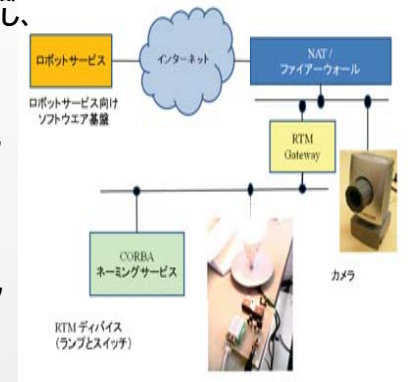 し、
ロボットサービス
インターネット
NAT /
ファイアーウォール
ロボットサービス向け
ソフトウエア基盤
RTM
Gateway
CORBA
ネーミングサービス
カメラ
RTM ディバイス
(ランプとスイッチ)